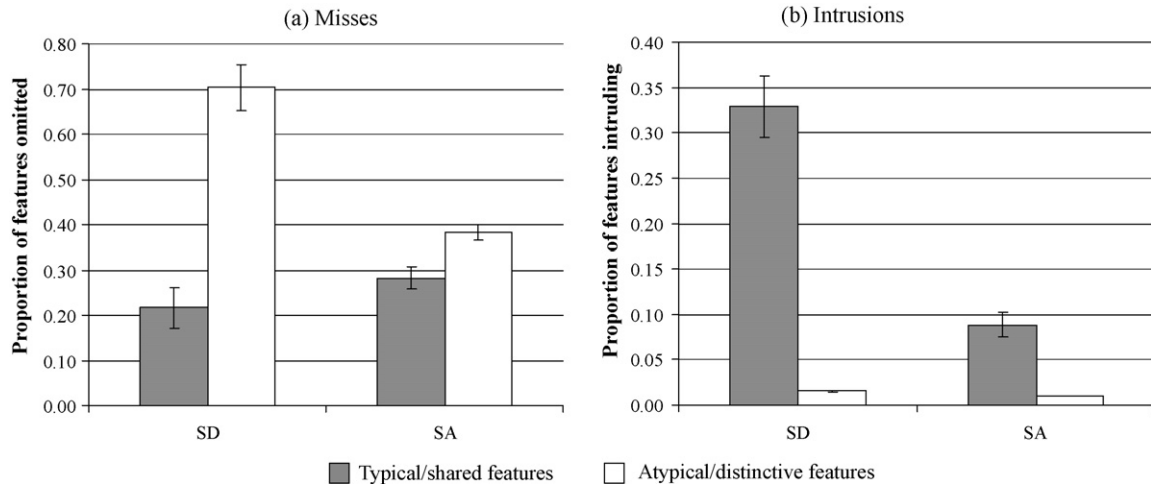 (a) Misses
Proportion of features omitted
0.80
0.70
0.60
0.50
0.40
0.30
0.20
0.10
0.00
SD SA
(b) Intrusions
Proportion of features intruding
0.40
0.35
0.30
0.25
0.20
0.15
0.10
0.05
0.00
SD SA
Typical/shared features Atypical/distinctive features